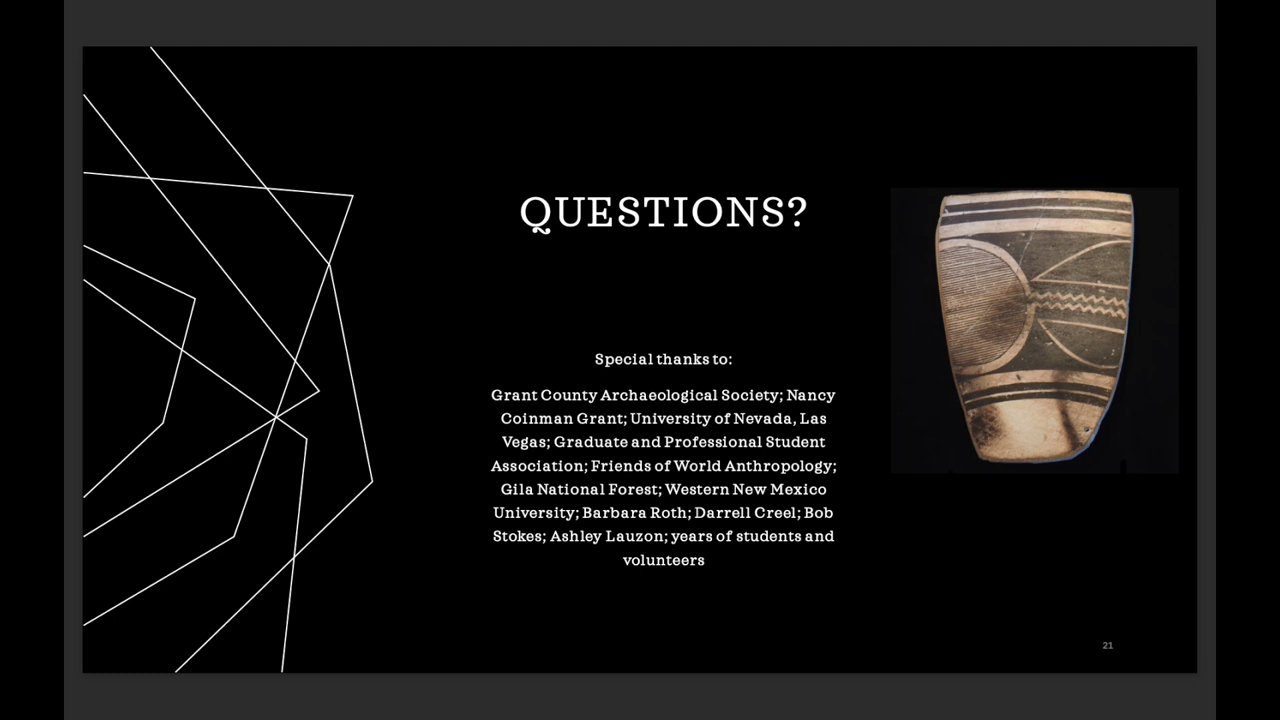 QUESTIONS?
Special thanks to:
Grant County Archaeological Society; Nancy
Coinman Grant; University of Nevada, Las
Vegas; Graduate and Professional Student
Association; Friends of World Anthropology;
Gila National Forest; Western New Mexico
University; Barbara Roth; Darrell Creel; Bob
Stokes; Ashley Lauzon; years of students and
volunteers
21